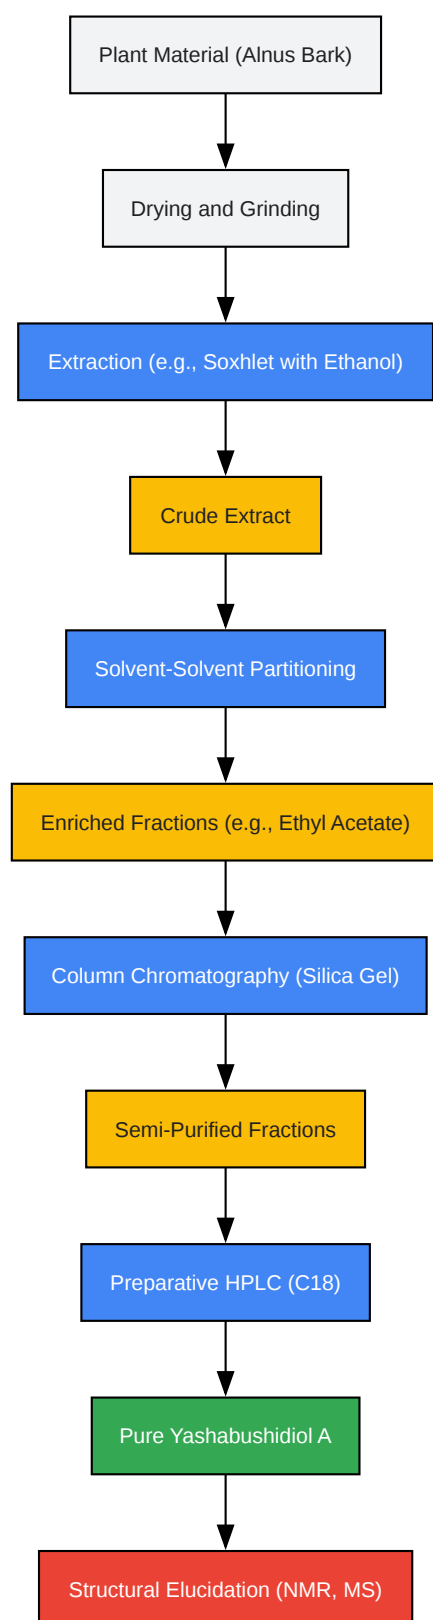 Plant Material (Alnus Bark)
Drying and Grinding
Extraction (e.g., Soxhlet with Ethanol)
Crude Extract
Solvent-Solvent Partitioning
Enriched Fractions (e.g., Ethyl Acetate)
Column Chromatography (Silica Gel)
Semi-Purified Fractions
Preparative HPLC (C18)
Pure Yashabushidiol A
Structural Elucidation (NMR, MS)